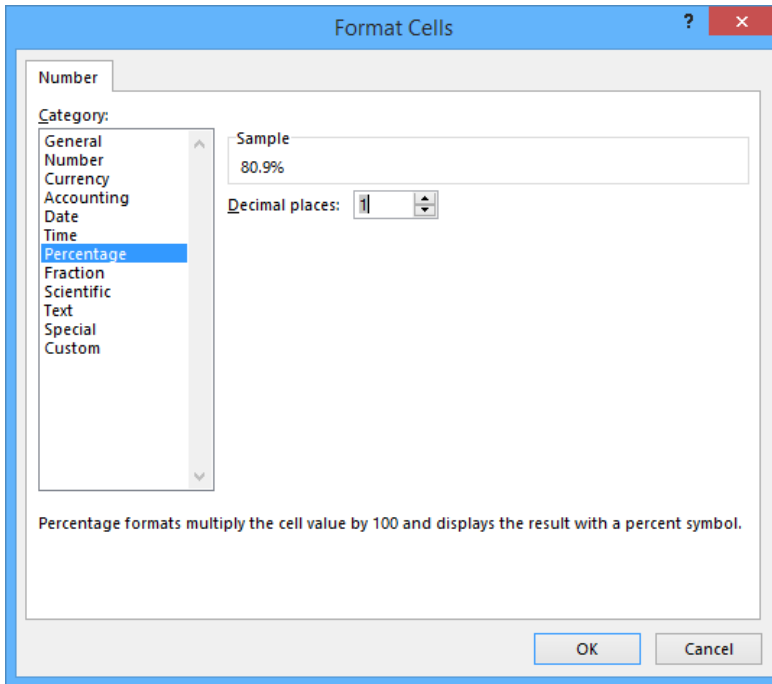 Format Cells
?
Number
Category:
General
Number
Currency
Accounting
Date
Time
Percentage
Fraction
Scientific
Text
Special
Custom
Sample
80.9%
Decimal places: 1
Percentage formats multiply the cell value by 100 and displays the result with a percent symbol.
OK Cancel